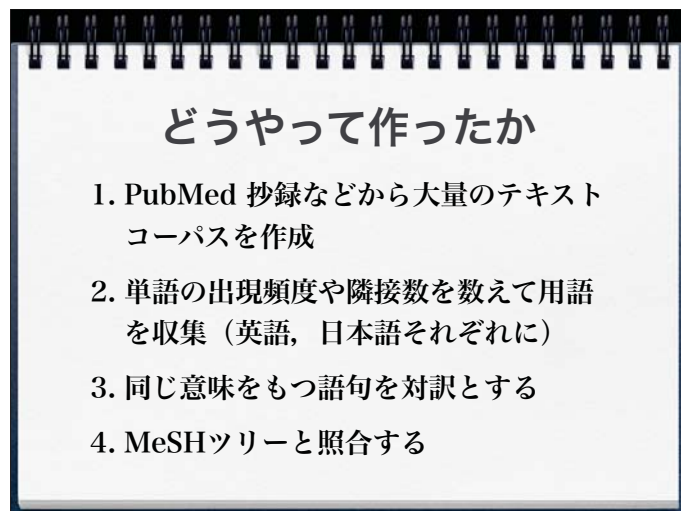 どうやって作ったか
1. PubMed 抄録などから大量のテキスト
コーパスを作成
2. 単語の出現頻度や隣接数を数えて用語
を収集（英語，日本語それぞれに）
3. 同じ意味をもつ語句を対訳とする
4. MeSHツリーと照合する